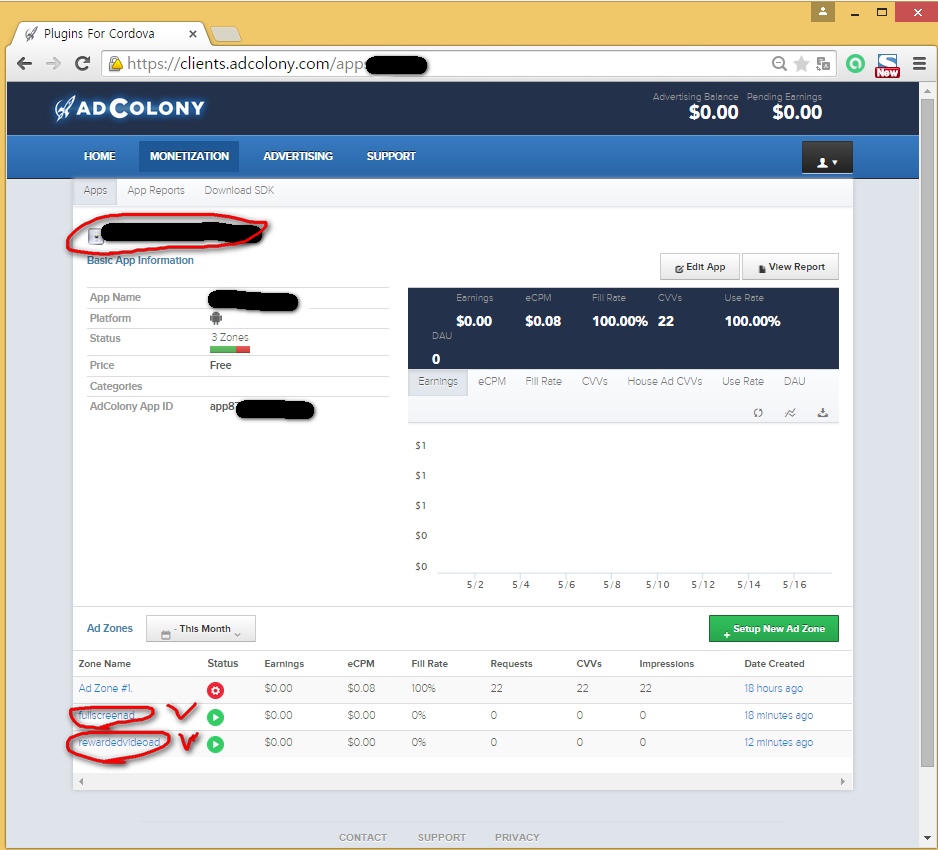 Plugins For Cordova
https://clients.adcolony.com/app
New
ADCOLONY
Advertising Balance Pending Earnings
$0.00 $0.00
HOME MONETIZATION ADVERTISING SUPPORT
Apps App Reports Download SDK
Basic App Information
Edit App View Report
App Name
Platform
Status 3 Zones
Price Free
Categories
AdColony App ID app8
Earnings eCPM Fill Rate CVVs Use Rate
$0.00 $0.08 100.00% 22 100.00%
DAU
0
Earnings eCPM Fill Rate CVVs House Ad CVVs Use Rate DAU
$1
$1
$1
$0
$0
5/2 5/4 5/6 5/8 5/10 5/12 5/14 5/16
Ad Zones - This Month + Setup New Ad Zone
Zone Name Status Earnings eCPM Fill Rate Requests CVVs Impressions Date Created
Ad Zone #1. $0.00 $0.08 100% 22 22 22 18 hours ago
fullscreenad $0.00 $0.00 0% 0 0 0 18 minutes ago
rewardedvideoad $0.00 $0.00 0% 0 0 0 12 minutes ago
CONTACT SUPPORT PRIVACY